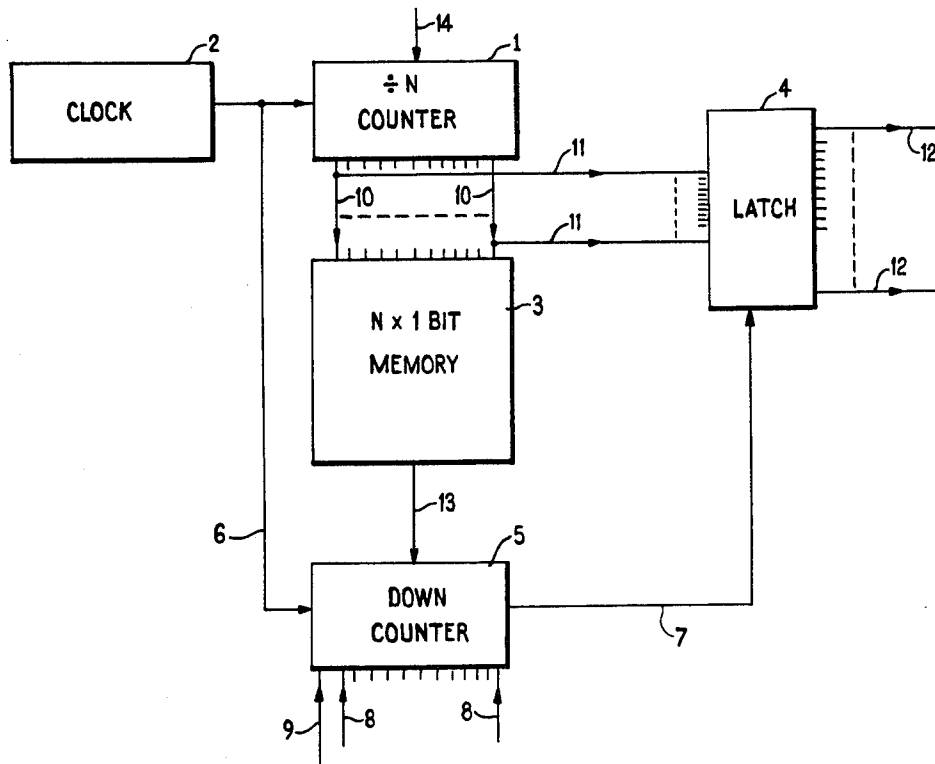 14
2
1
CLOCK
÷ N
COUNTER
4
11
12
10
10
LATCH
11
12
N x 1 BIT
MEMORY
3
13
6
5
DOWN
COUNTER
7
9
8
8